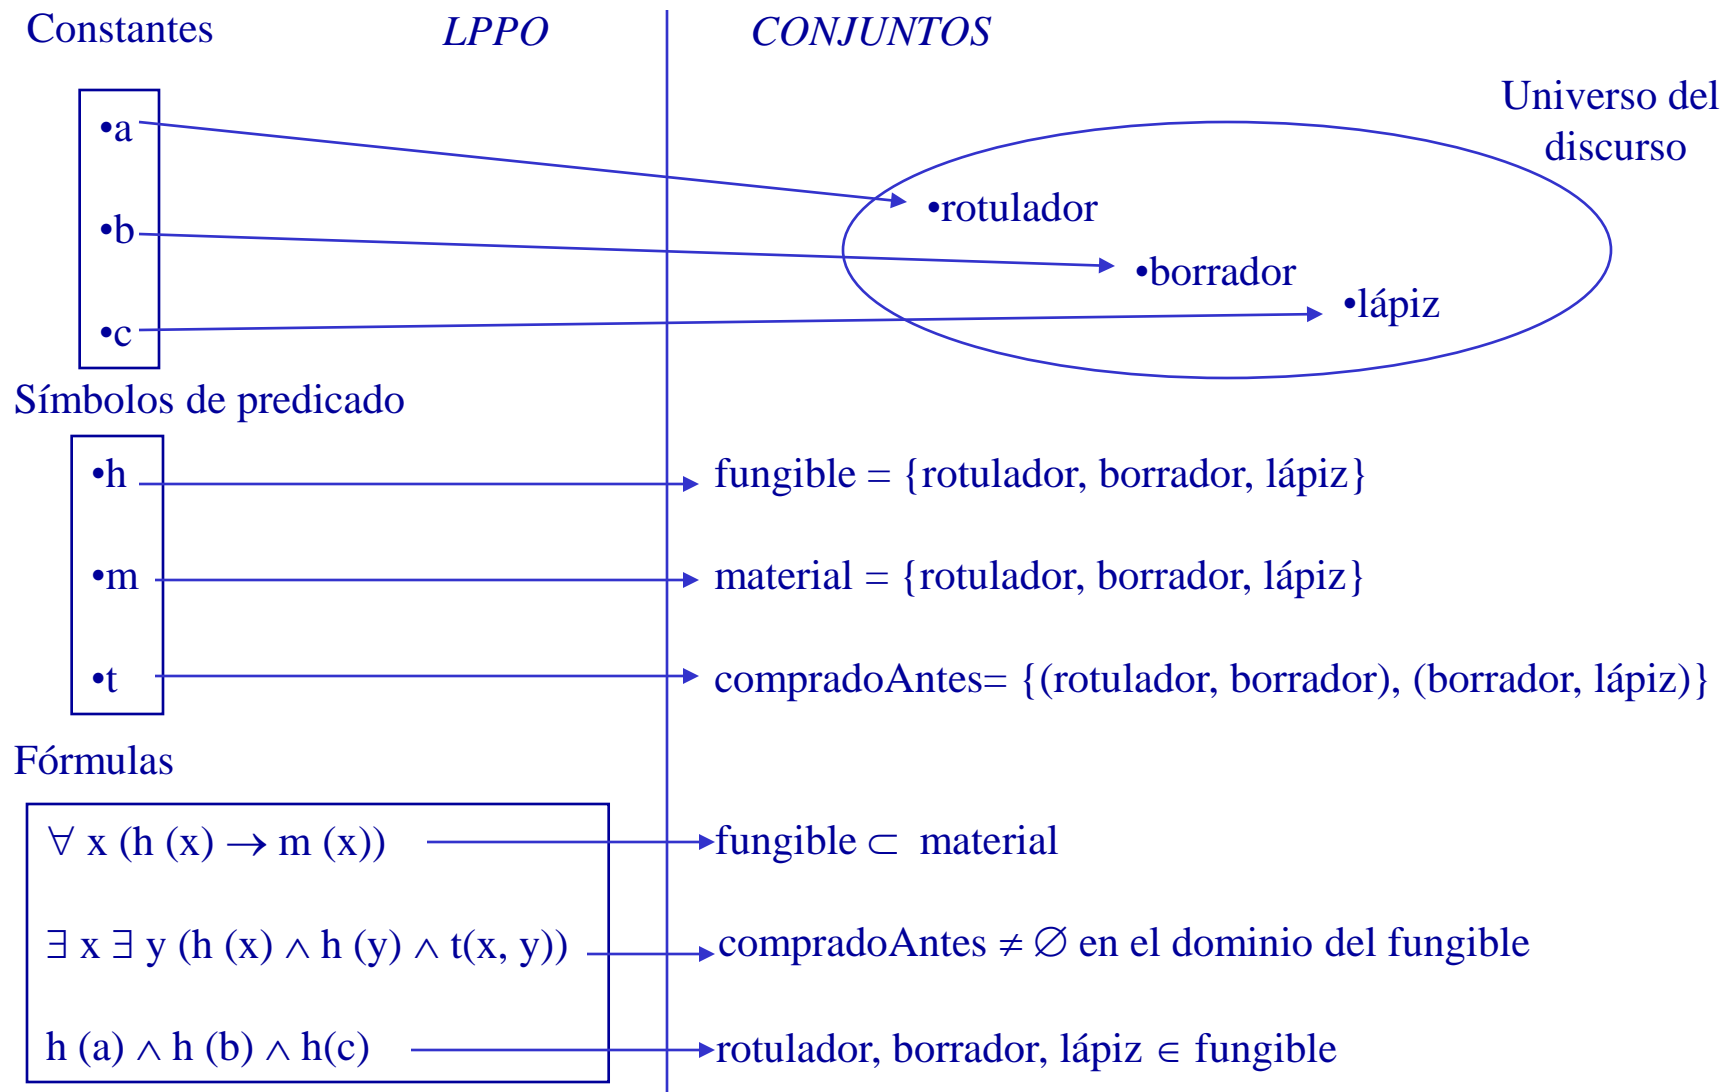 Constantes LPPO CONJUNTOS
Universo del
discurso
•a
•rotulador
•b
•borrador
•lápiz
•c
Símbolos de predicado
•h fungible = {rotulador, borrador, lápiz}
•m material = {rotulador, borrador, lápiz}
•t compradoAntes= {(rotulador, borrador), (borrador, lápiz)}
Fórmulas
∀ x (h (x) → m (x)) fungible ⊂ material
∃ x ∃ y (h (x) ∧ h (y) ∧ t(x, y)) compradoAntes ≠ ∅ en el dominio del fungible
h (a) ∧ h (b) ∧ h(c) rotulador, borrador, lápiz ∈ fungible